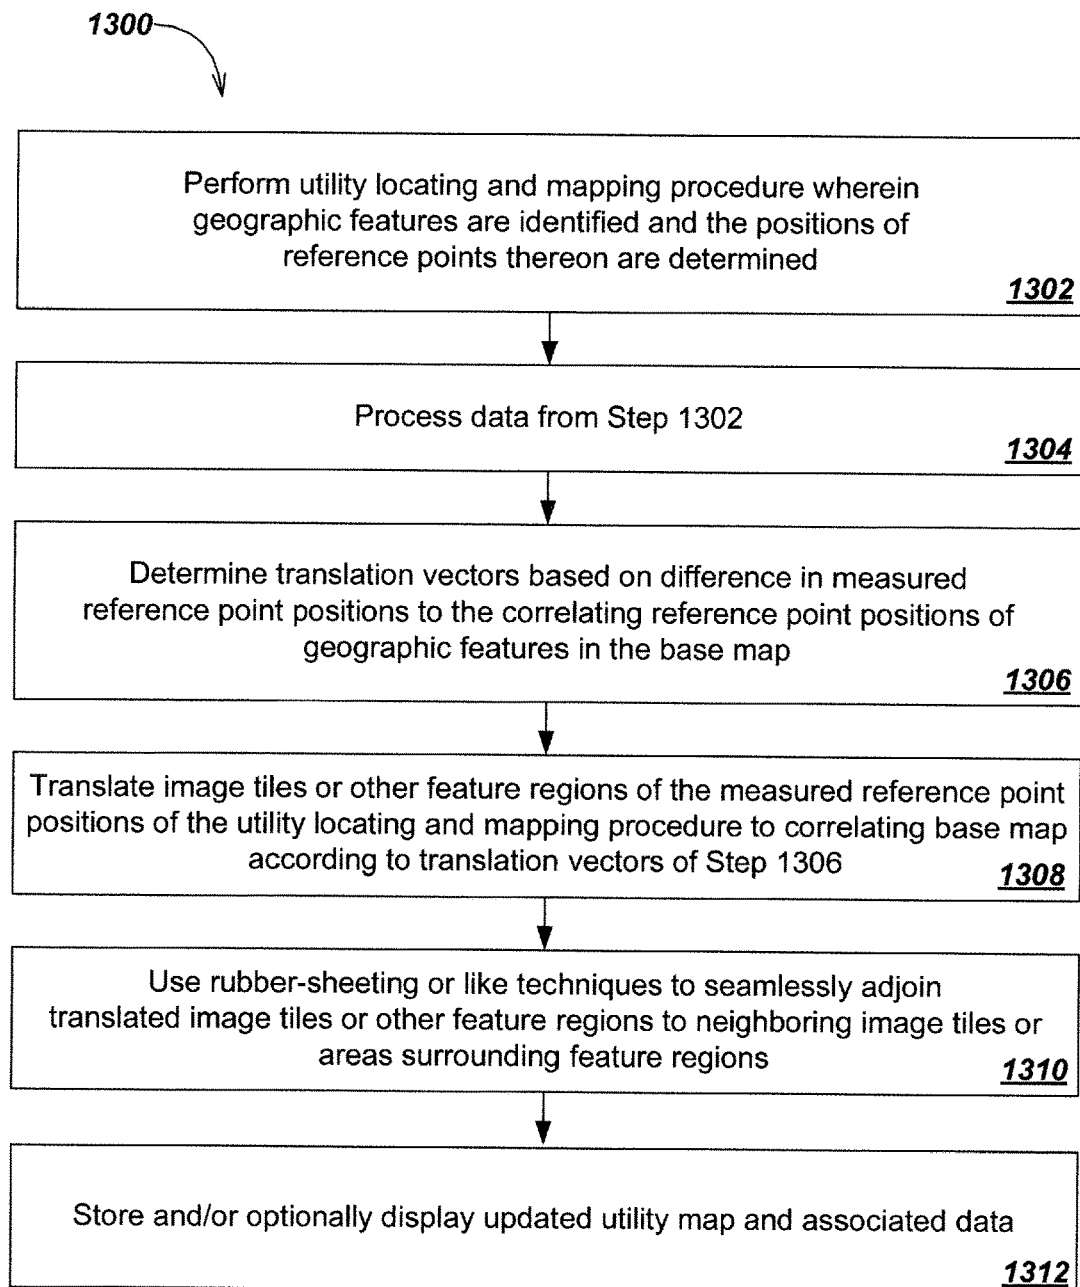 1300
Perform utility locating and mapping procedure wherein
geographic features are identified and the positions of
reference points thereon are determined
1302
Process data from Step 1302
1304
Determine translation vectors based on difference in measured
reference point positions to the correlating reference point positions of
geographic features in the base map
1306
Translate image tiles or other feature regions of the measured reference point
positions of the utility locating and mapping procedure to correlating base map
according to translation vectors of Step 1306
1308
Use rubber-sheeting or like techniques to seamlessly adjoin
translated image tiles or other feature regions to neighboring image tiles or
areas surrounding feature regions
1310
Store and/or optionally display updated utility map and associated data
1312